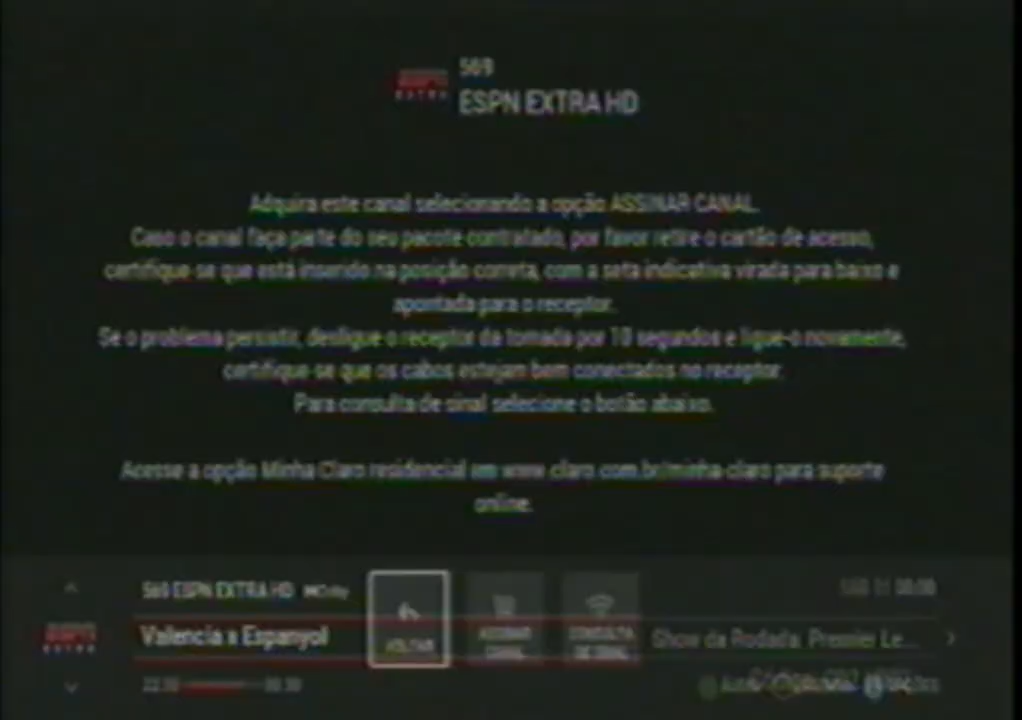 569
ESPN EXTRA HD
Adquira este canal selecionando a opção ASSINAR CANAL.
Caso o canal faça parte do seu pacote contratado, por favor retire o cartão de acesso,
certifique-se que está inserido na posição correta, com a seta indicativa virada para baixo e
apontada para o receptor.
Se o problema persistir, desligue o receptor da tomada por 10 segundos e ligue-o novamente,
certifique-se que os cabos estejam bem conectados no receptor.
Para consulta de sinal selecione o botão abaixo.
Acesse a opção Minha Claro residencial em www.claro.com.br/minha-claro para suporte
online.
569 ESPN EXTRA HD
Valencia x Espanyol
VOLTAR
ASSINAR
CANAL
CONSULTA
DE SINAL
Show da Rodada: Premier Le...
ESPN
EXTRA